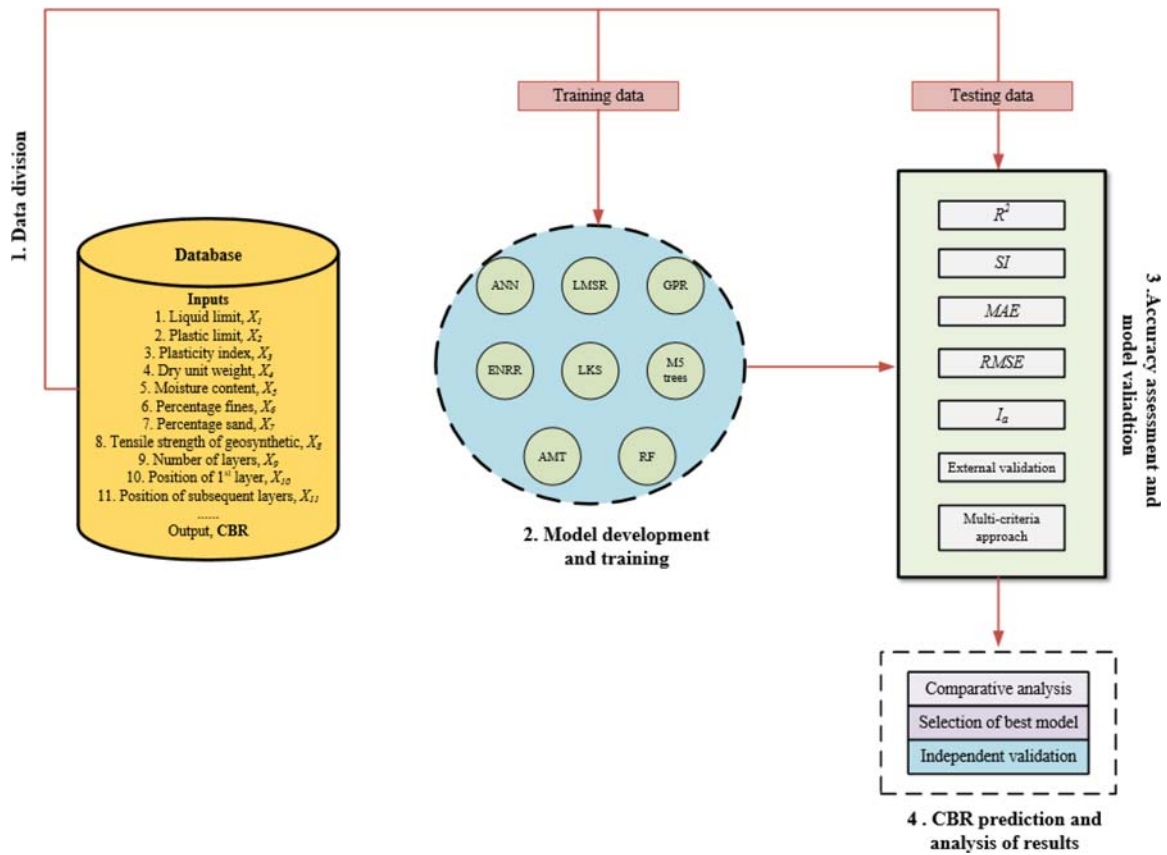 1. Data division
Training data
Testing data
Database
Inputs
1. Liquid limit, X1
2. Plastic limit, X2
3. Plasticity index, X3
4. Dry unit weight, X4
5. Moisture content, X5
6. Percentage fines, X6
7. Percentage sand, X7
8. Tensile strength of geosynthetic, X8
9. Number of layers, X9
10. Position of 1st layer, X10
11. Position of subsequent layers, X11
......
Output, CBR
ANN
LMSR
GPR
ENRR
LKS
M5
trees
AMT
RF
2. Model development
and training
R2
SI
MAE
RMSE
Ia
External validation
Multi-criteria
approach
3 .Accuracy assessment and
model valiadtion
Comparative analysis
Selection of best model
Independent validation
4 . CBR prediction and
analysis of results